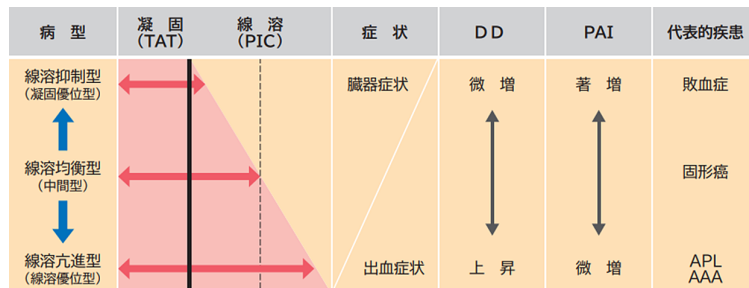 病　型
凝　固
（TAT）
線　溶
（PIC）
症　状
DD
PAI
代表的疾患
線溶抑制型
（凝固優位型）
臓器症状
微　増
著　増
敗血症
線溶均衡型
（中間型）
固形癌
線溶亢進型
（線溶優位型）
出血症状
上　昇
微　増
APL
AAA